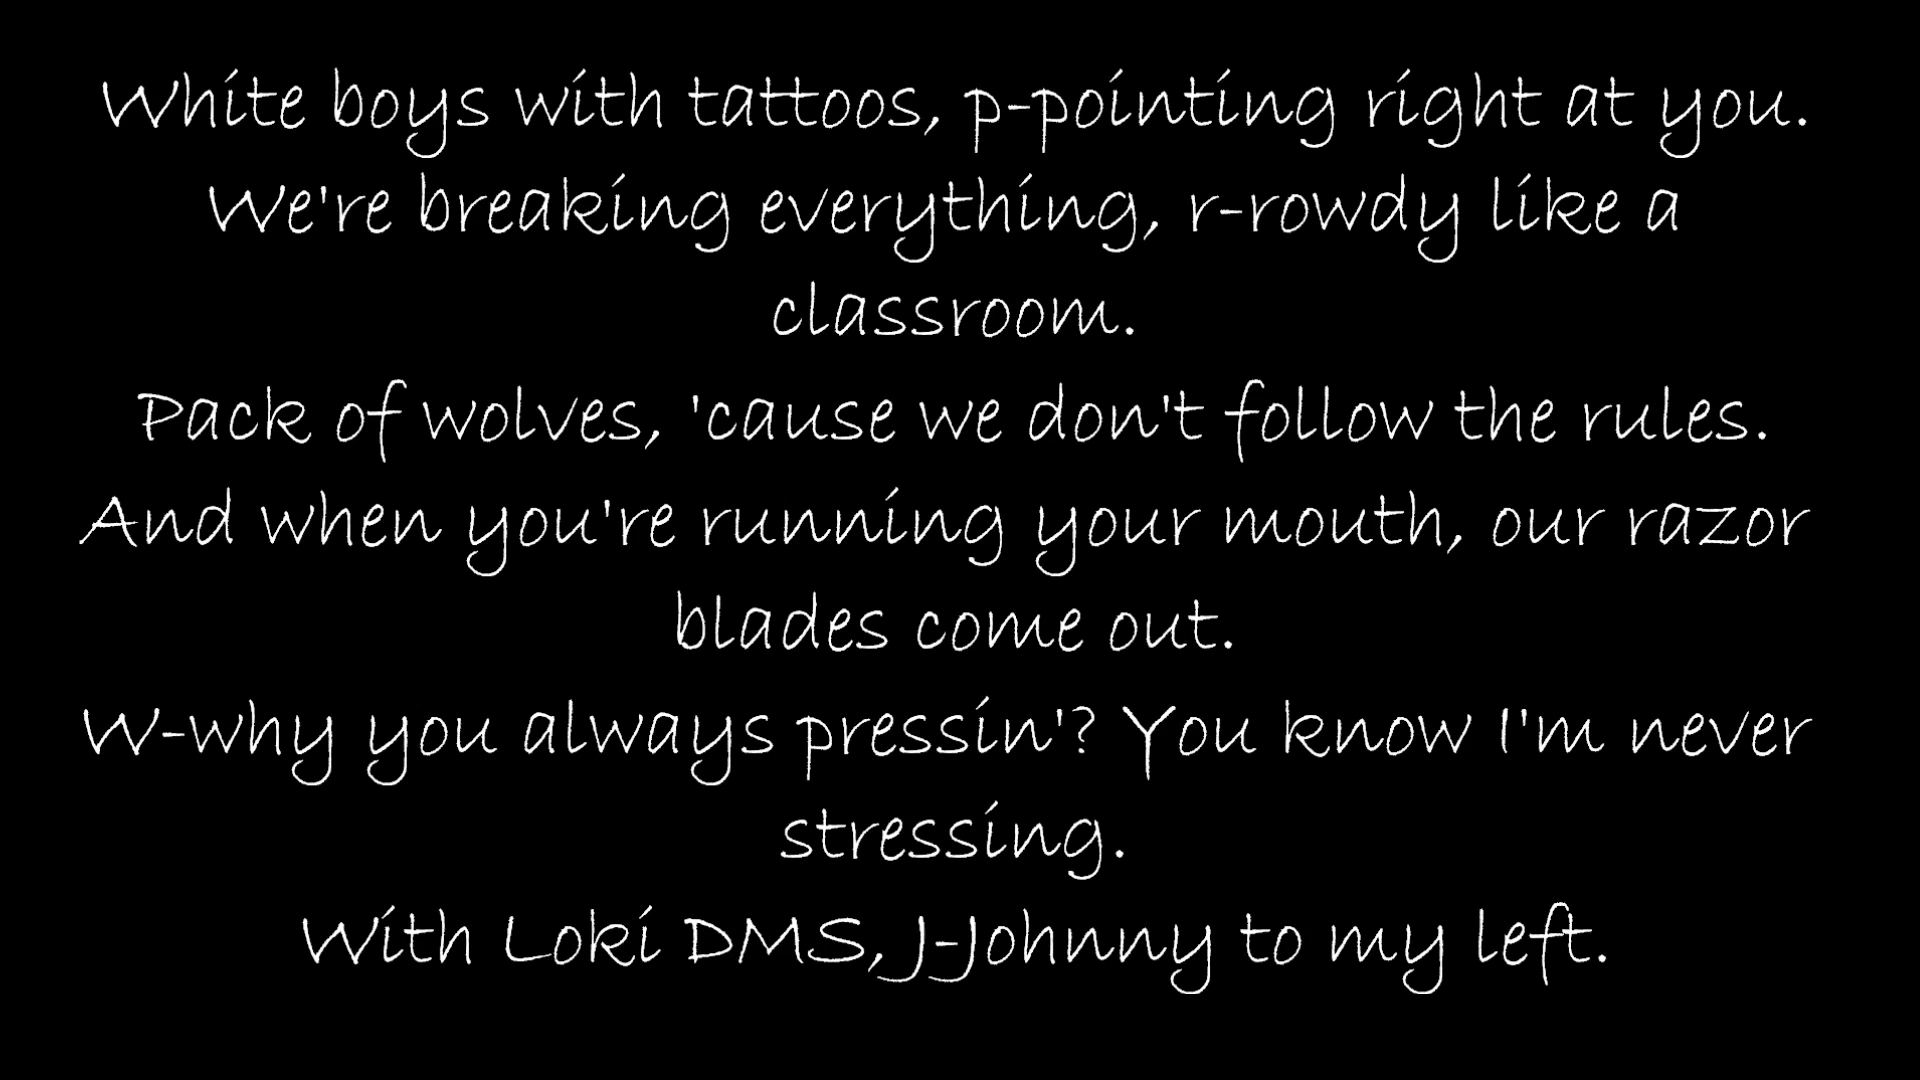 White boys with tattoos, p-pointing right at you.
We're breaking everything, r-rowdy like a
classroom.
Pack of wolves, 'cause we don't follow the rules.
And when you're running your mouth, our razor
blades come out.
W-why you always pressin'? You know I'm never
stressing.
With Loki DMS, J-Johnny to my left.